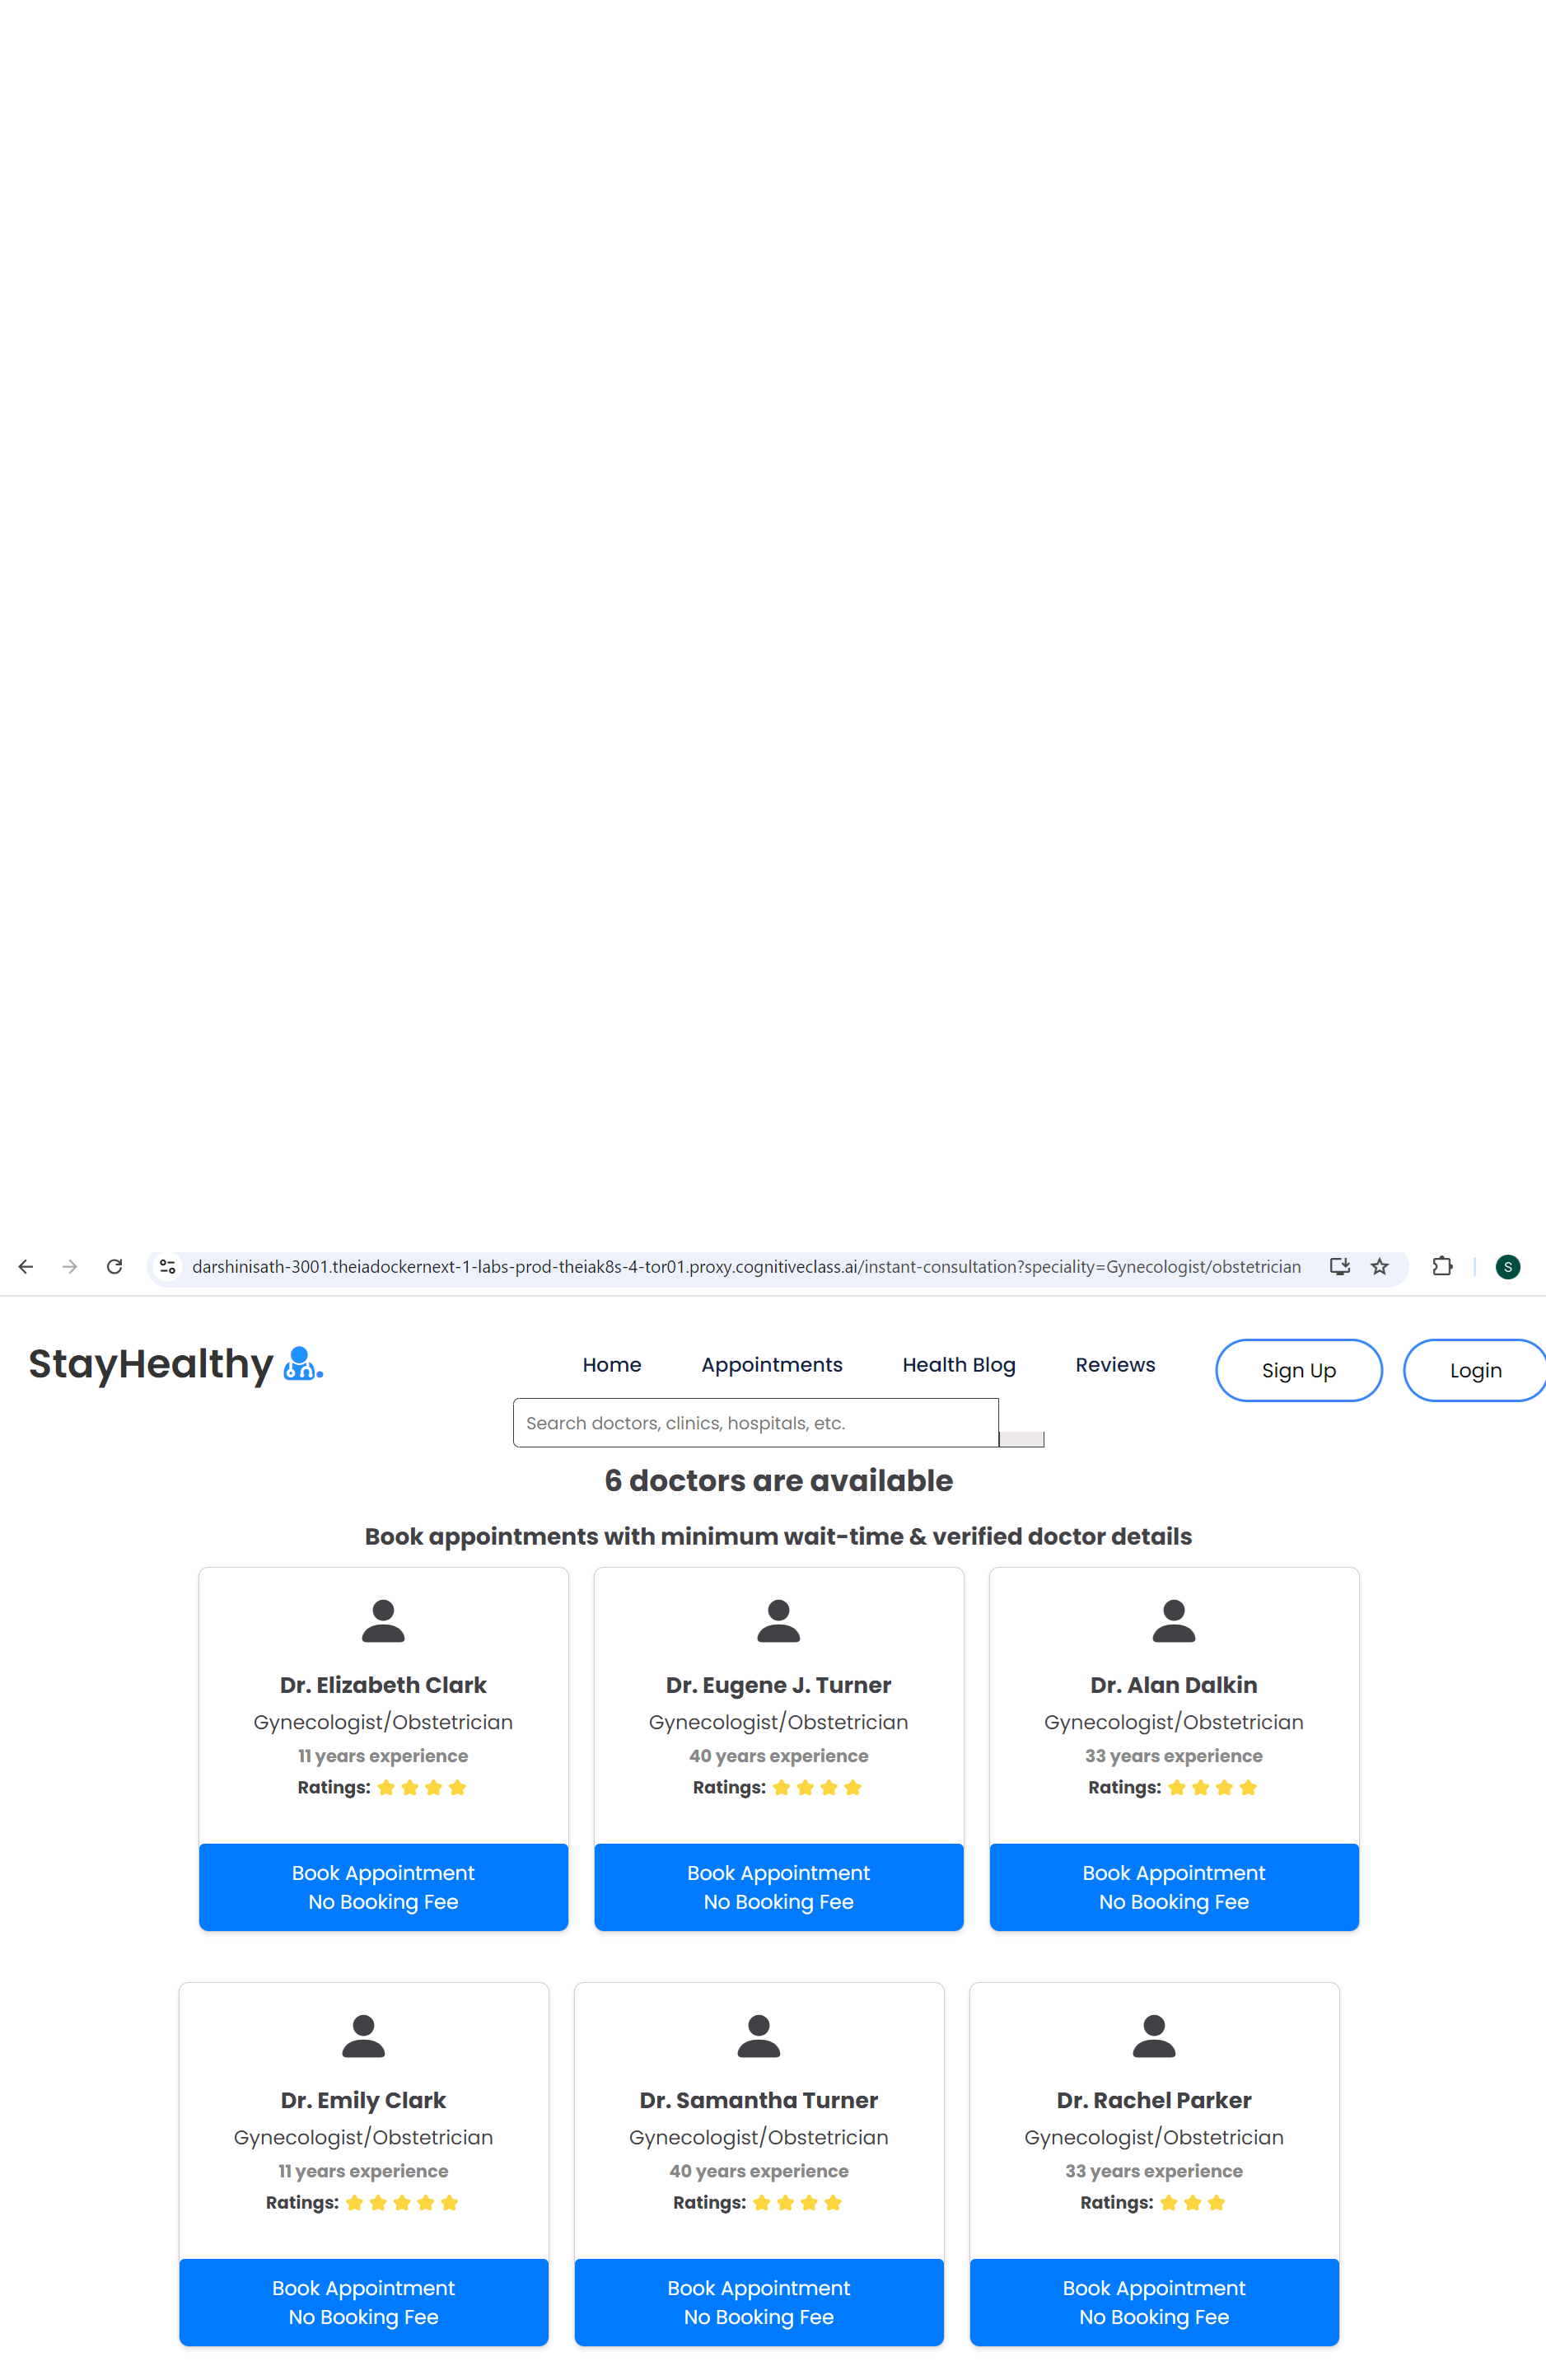 darshinisath-3001.theiadockernext-1-labs-prod-theiak8s-4-tor01.proxy.cognitiveclass.ai/instant-consultation?speciality=Gynecologist/obstetrician
S
StayHealthy
Home Appointments Health Blog Reviews Sign Up Login
Search doctors, clinics, hospitals, etc.
6 doctors are available
Book appointments with minimum wait-time & verified doctor details
Dr. Elizabeth Clark
Gynecologist/Obstetrician
11 years experience
Ratings:
Book Appointment
No Booking Fee
Dr. Eugene J. Turner
Gynecologist/Obstetrician
40 years experience
Ratings:
Book Appointment
No Booking Fee
Dr. Alan Dalkin
Gynecologist/Obstetrician
33 years experience
Ratings:
Book Appointment
No Booking Fee
Dr. Emily Clark
Gynecologist/Obstetrician
11 years experience
Ratings:
Book Appointment
No Booking Fee
Dr. Samantha Turner
Gynecologist/Obstetrician
40 years experience
Ratings:
Book Appointment
No Booking Fee
Dr. Rachel Parker
Gynecologist/Obstetrician
33 years experience
Ratings:
Book Appointment
No Booking Fee